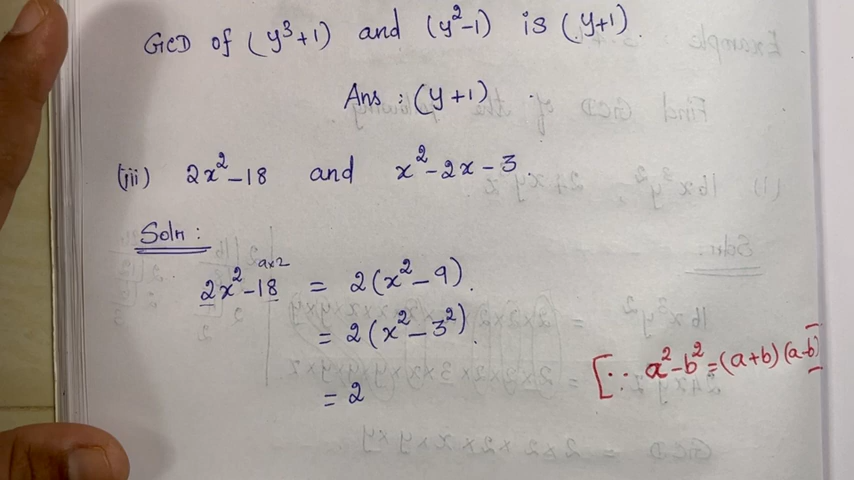 GCD of (y³+1) and (y²-1) is (y+1).
Ans : (y+1)
(iii) 2x²-18 and x²-2x-3.
Soln :
9x2
2x²-18 = 2(x²-9).
= 2(x²-3²).
[∵ a²-b²=(a+b)(a-b)]
= 2